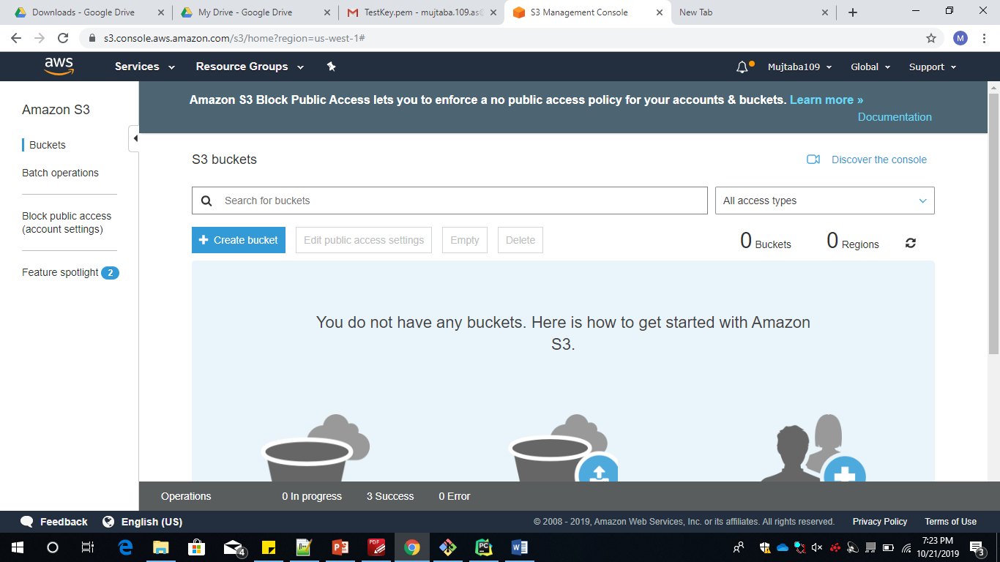 Downloads - Google Drive
My Drive - Google Drive
TestKey.pem - mujtaba.109.as
S3 Management Console
New Tab
s3.console.aws.amazon.com/s3/home?region=us-west-1#
M
aws
Services
Resource Groups
Mujtaba109
Global
Support
Amazon S3 Block Public Access lets you to enforce a no public access policy for your accounts & buckets. Learn more »
Documentation
Amazon S3
Buckets
Batch operations
Block public access
(account settings)
Feature spotlight 2
S3 buckets
Discover the console
Search for buckets
All access types
Create bucket
Edit public access settings
Empty
Delete
0 Buckets
0 Regions
You do not have any buckets. Here is how to get started with Amazon
S3.
Operations
0 In progress
3 Success
0 Error
Feedback
English (US)
© 2008 - 2019, Amazon Web Services, Inc. or its affiliates. All rights reserved.
Privacy Policy
Terms of Use
4
PDF
PC
W
7:23 PM
10/21/2019
3